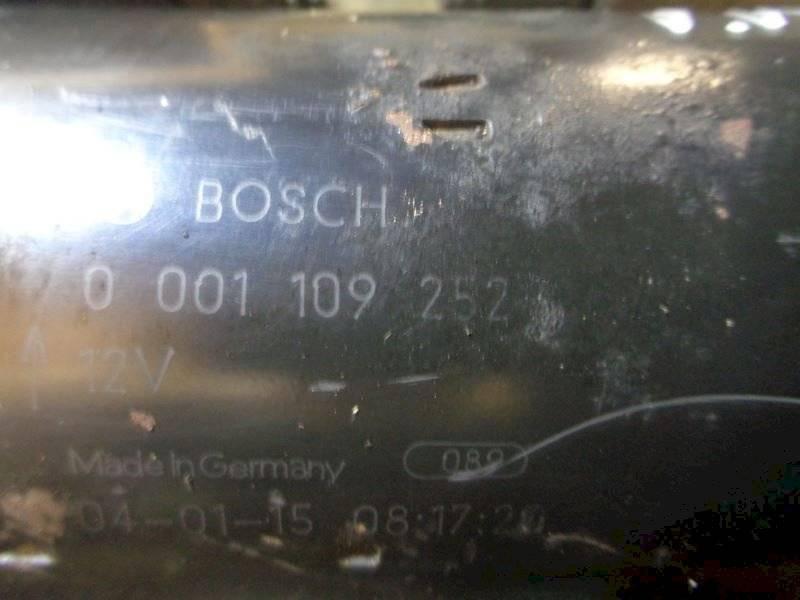 BOSCH
0 001 109 252
12V
Made in Germany 089
04-01-15 08:17:20